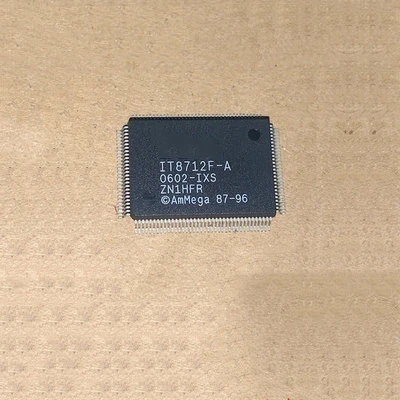 IT8712F-A
0602-IXS
ZN1HFR
©AmMega 87-96